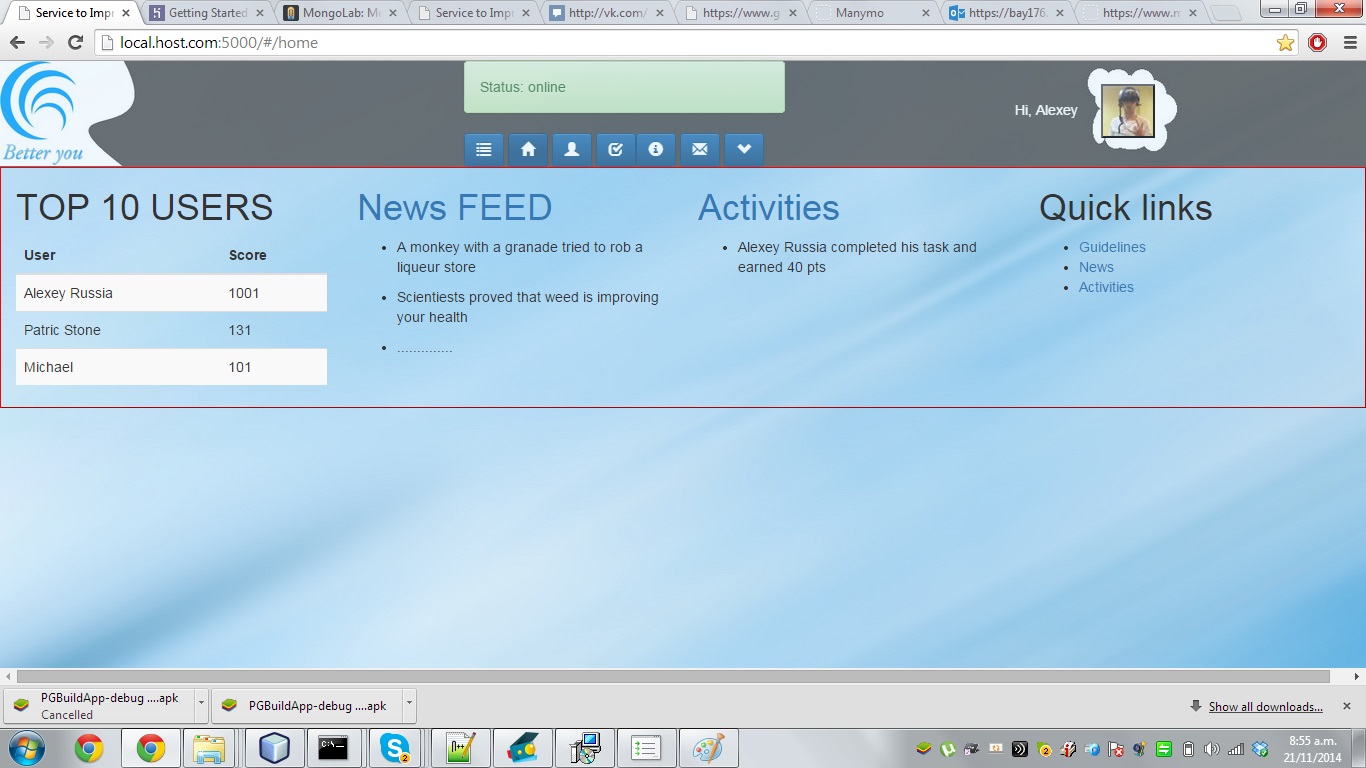 Service to Impr
Getting Started
MongoLab: M
Service to Impr
http://vk.com/
https://www.g
Manymo
https://bay176.
https://www.m
local.host.com:5000/#/home
Better you
Status: online
Hi, Alexey
TOP 10 USERS
User Score
Alexey Russia 1001
Patric Stone 131
Michael 101
News FEED
A monkey with a granade tried to rob a
liqueur store
Scientiests proved that weed is improving
your health
..............
Activities
Alexey Russia completed his task and
earned 40 pts
Quick links
Guidelines
News
Activities
PGBuildApp-debug ....apk
Cancelled
PGBuildApp-debug ....apk
Show all downloads...
8:55 a.m.
21/11/2014